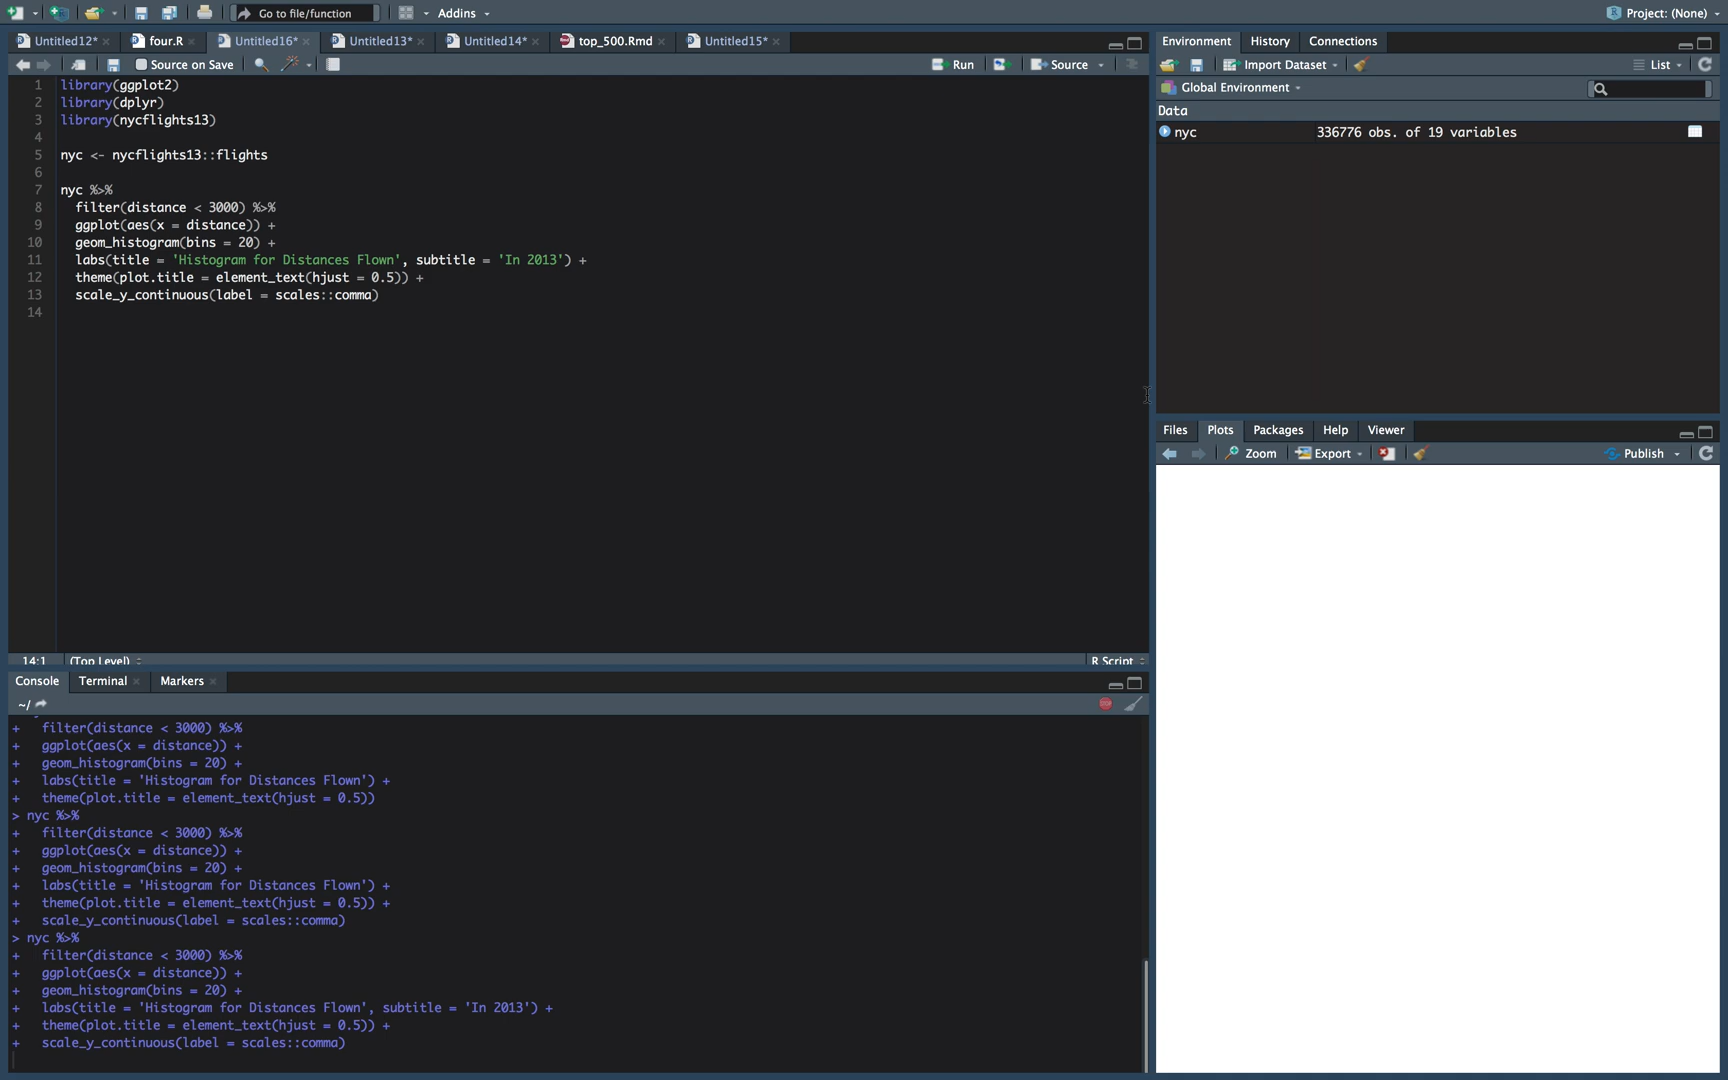 Go to file/function
Addins
Project: (None)
Untitled12*
four.R
Untitled16*
Untitled13*
Untitled14*
top_500.Rmd
Untitled15*
Source on Save
Run
Source
1 library(ggplot2)
2 library(dplyr)
3 library(nycflights13)
4
5 nyc <- nycflights13::flights
6
7 nyc %>%
8 filter(distance < 3000) %>%
9 ggplot(aes(x = distance)) +
10 geom_histogram(bins = 20) +
11 labs(title = 'Histogram for Distances Flown', subtitle = 'In 2013') +
12 theme(plot.title = element_text(hjust = 0.5)) +
13 scale_y_continuous(label = scales::comma)
14
14:1 (Top Level) R Script
Console Terminal Markers
~/
+ filter(distance < 3000) %>%
+ ggplot(aes(x = distance)) +
+ geom_histogram(bins = 20) +
+ labs(title = 'Histogram for Distances Flown') +
+ theme(plot.title = element_text(hjust = 0.5))
> nyc %>%
+ filter(distance < 3000) %>%
+ ggplot(aes(x = distance)) +
+ geom_histogram(bins = 20) +
+ labs(title = 'Histogram for Distances Flown') +
+ theme(plot.title = element_text(hjust = 0.5)) +
+ scale_y_continuous(label = scales::comma)
> nyc %>%
+ filter(distance < 3000) %>%
+ ggplot(aes(x = distance)) +
+ geom_histogram(bins = 20) +
+ labs(title = 'Histogram for Distances Flown', subtitle = 'In 2013') +
+ theme(plot.title = element_text(hjust = 0.5)) +
+ scale_y_continuous(label = scales::comma)
Environment History Connections
Import Dataset List
Global Environment
Data
nyc 336776 obs. of 19 variables
Files Plots Packages Help Viewer
Zoom Export Publish